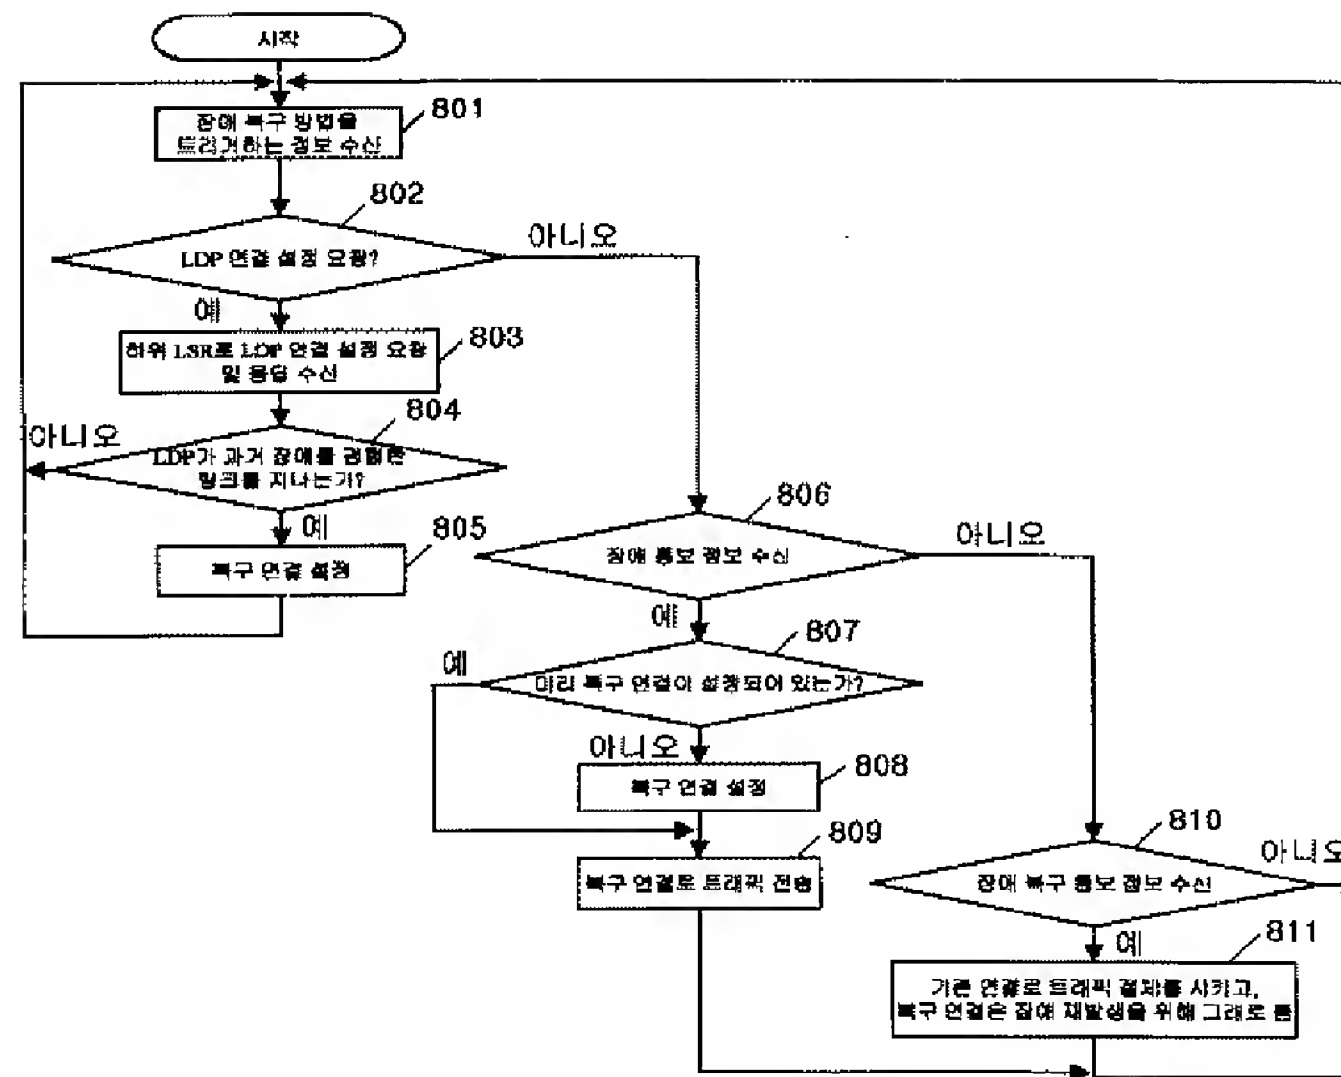 시작
801
장애 복구 방법을
트리거하는 정보 수신
802
LDP 연결 설정 요청?
아니오
예
803
하위 LSR로 LDP 연결 설정 요청
및 응답 수신
804
아니오
LDP가 과거 장애를 경험한
링크를 지나는가?
예
805
복구 연결 설정
806
장애 통보 정보 수신
아니오
예
807
예
미리 복구 연결이 설정되어 있는가?
아니오
808
복구 연결 설정
809
복구 연결로 트래픽 전송
810
장애 복구 통보 정보 수신
아니오
예
811
기존 연결로 트래픽 절체를 시키고,
복구 연결은 장애 재발생을 위해 그대로 둠